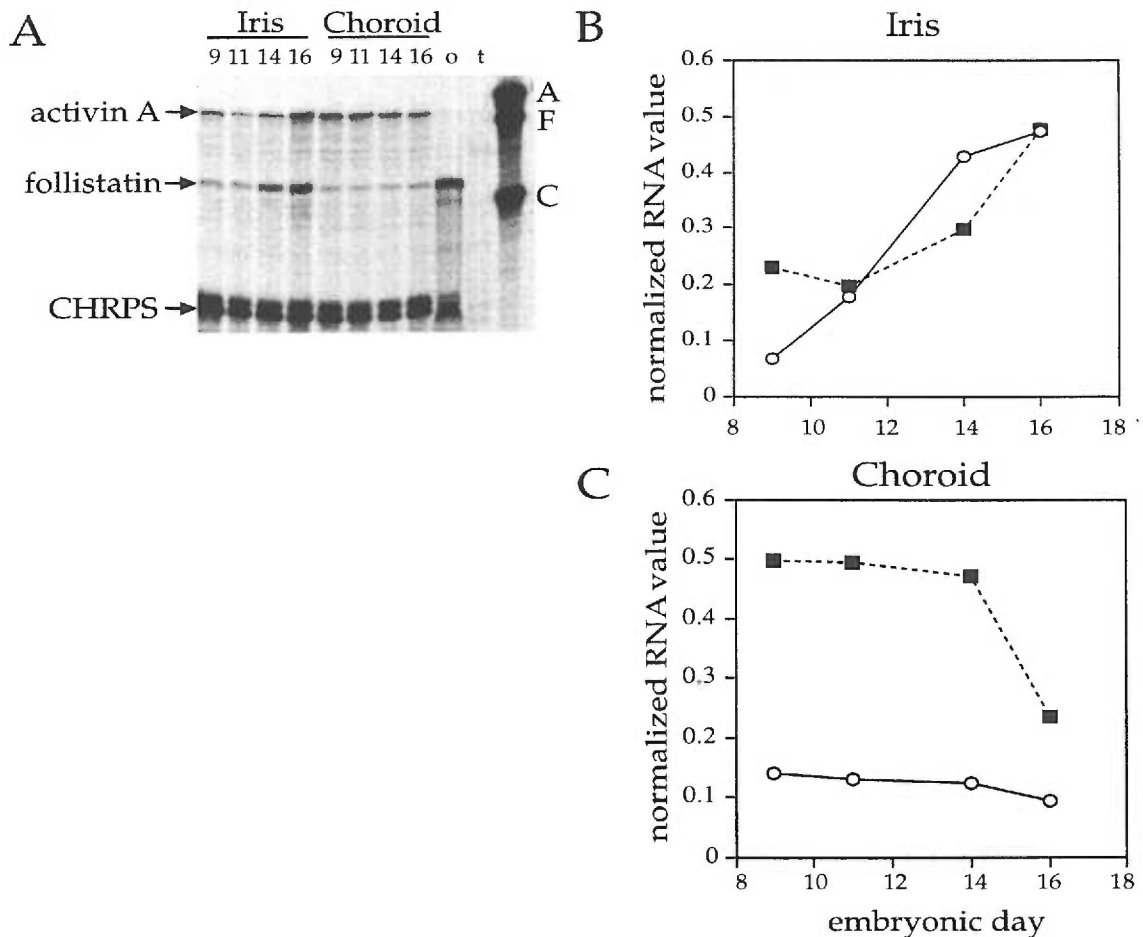 A
Iris Choroid
9 11 14 16 9 11 14 16 o t
activin A
follistatin
CHRPS
A
F
C
B
Iris
normalized RNA value
0.6
0.5
0.4
0.3
0.2
0.1
0
8 10 12 14 16 18
C
Choroid
normalized RNA value
0.6
0.5
0.4
0.3
0.2
0.1
0
8 10 12 14 16 18
embryonic day